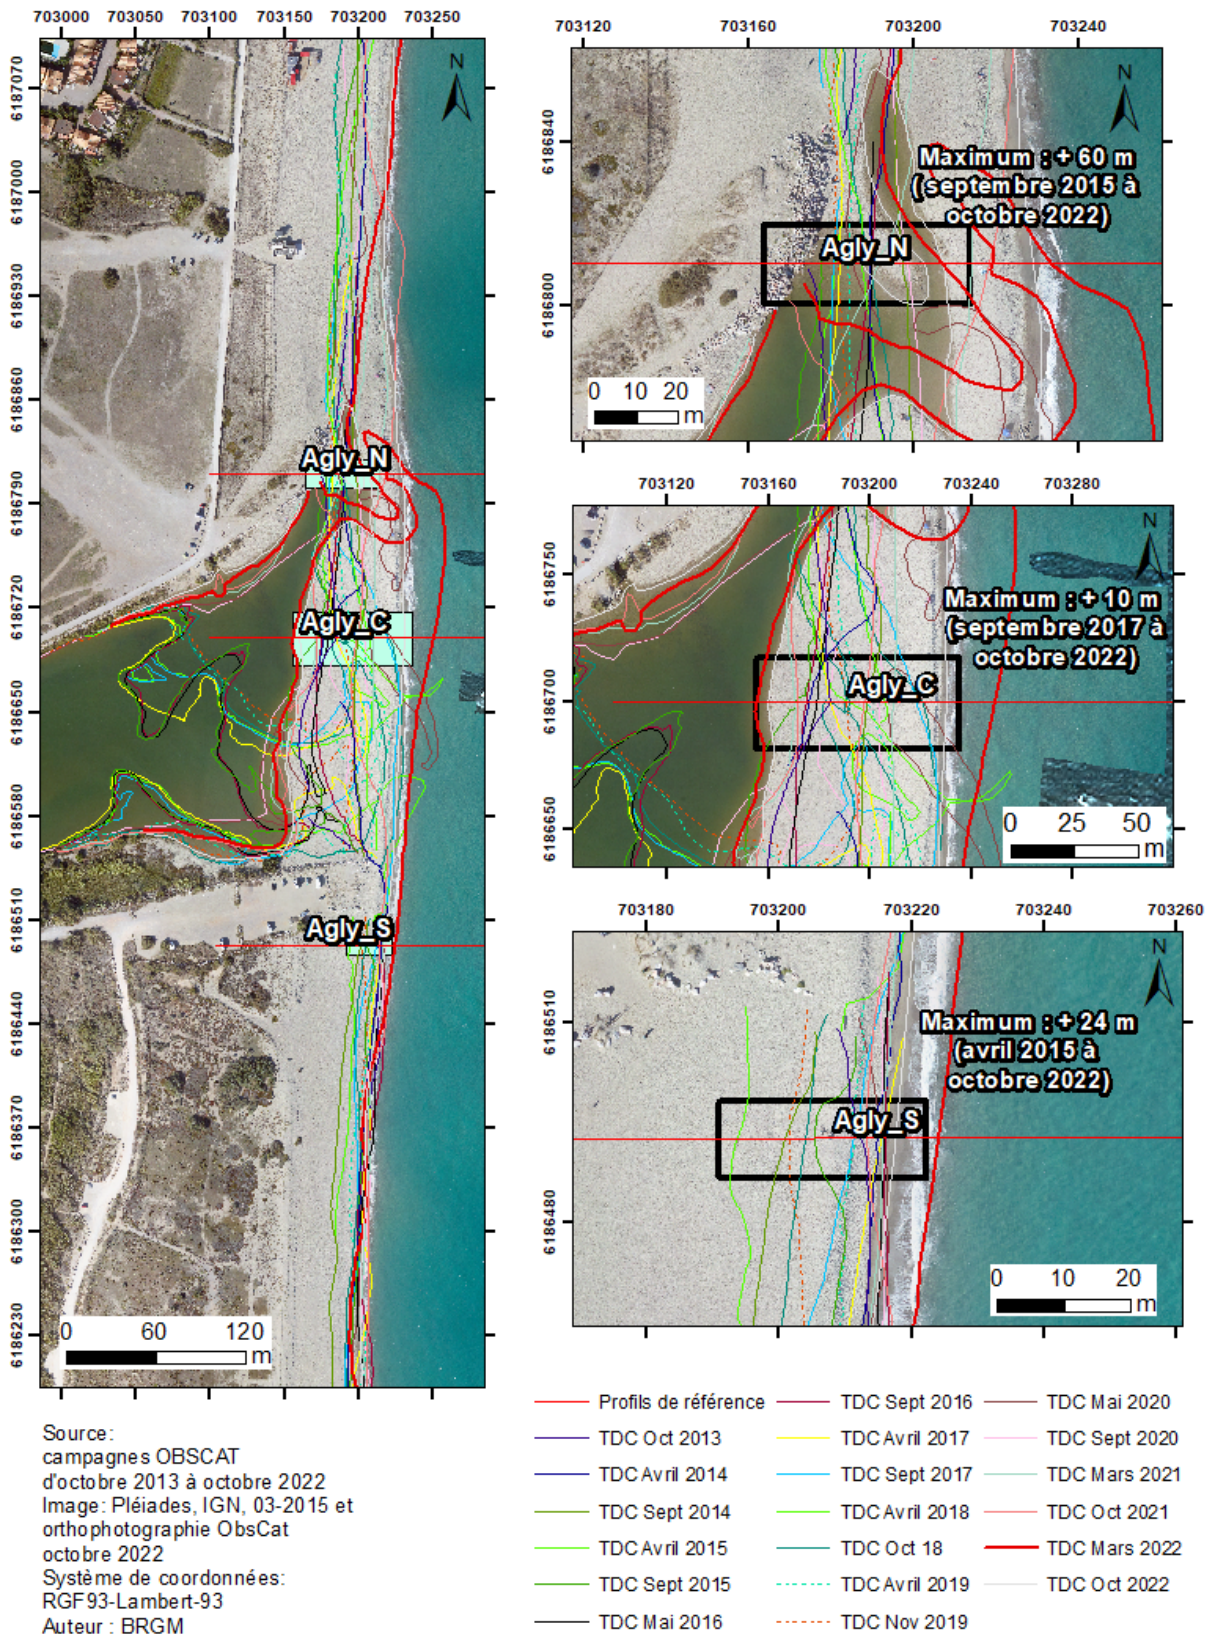 703000 703050 703100 703150 703200 703250
6187070
6187000
6186930
6186860
6186790
6186720
6186650
6186580
6186510
6186440
6186370
6186300
6186230
N
Agly_N
Agly_C
Agly_S
0 60 120
m
703120 703160 703200 703240
6186840
6186800
N
Maximum : + 60 m
(septembre 2015 à
octobre 2022)
Agly_N
0 10 20
m
703120 703160 703200 703240 703280
6186750
6186700
6186650
N
Maximum : + 10 m
(septembre 2017 à
octobre 2022)
Agly_C
0 25 50
m
703180 703200 703220 703240 703260
6186510
6186480
N
Maximum : + 24 m
(avril 2015 à
octobre 2022)
Agly_S
0 10 20
m
Source:
campagnes OBSCAT
d'octobre 2013 à octobre 2022
Image: Pléiades, IGN, 03-2015 et
orthophotographie ObsCat
octobre 2022
Système de coordonnées:
RGF93-Lambert-93
Auteur : BRGM
Profils de référence
TDC Oct 2013
TDC Avril 2014
TDC Sept 2014
TDC Avril 2015
TDC Sept 2015
TDC Mai 2016
TDC Sept 2016
TDC Avril 2017
TDC Sept 2017
TDC Avril 2018
TDC Oct 18
TDC Avril 2019
TDC Nov 2019
TDC Mai 2020
TDC Sept 2020
TDC Mars 2021
TDC Oct 2021
TDC Mars 2022
TDC Oct 2022